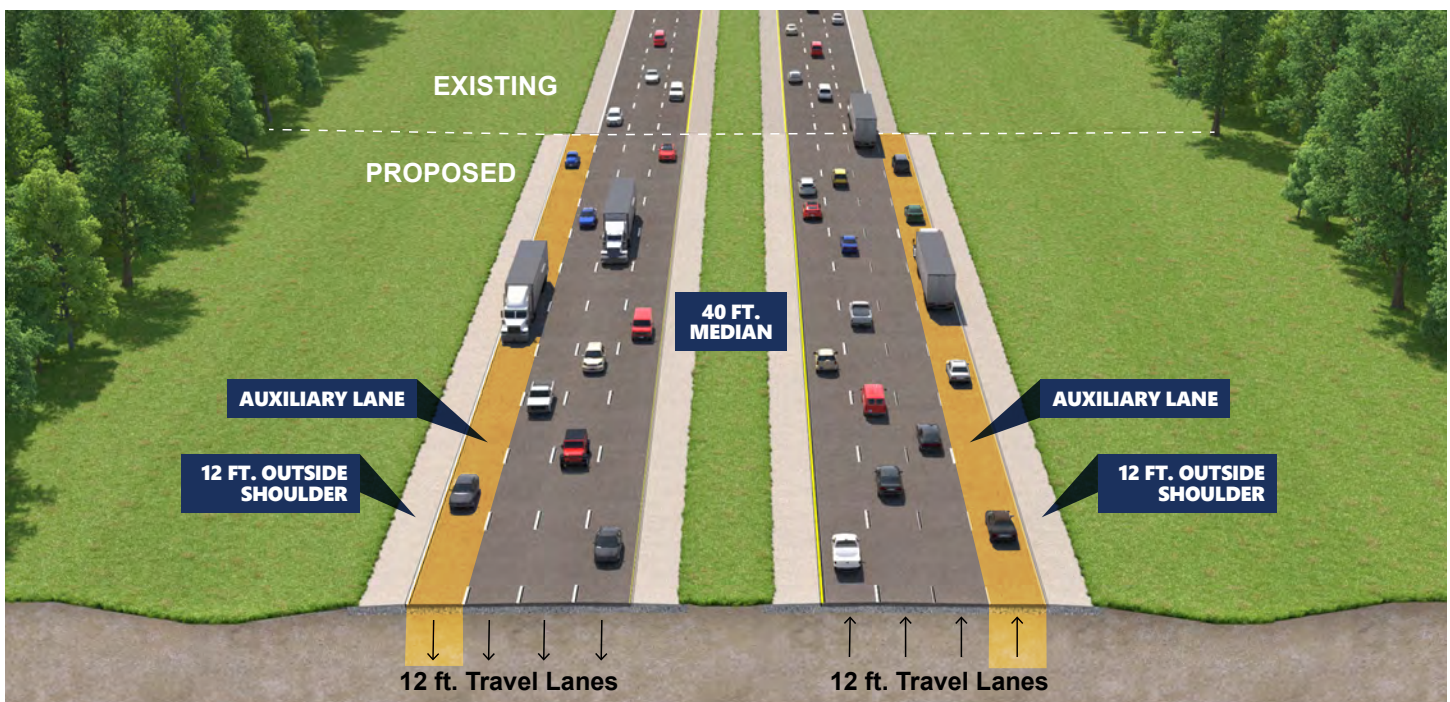 EXISTING
PROPOSED
40 FT.
MEDIAN
AUXILIARY LANE
AUXILIARY LANE
12 FT. OUTSIDE
SHOULDER
12 FT. OUTSIDE
SHOULDER
12 ft. Travel Lanes
12 ft. Travel Lanes